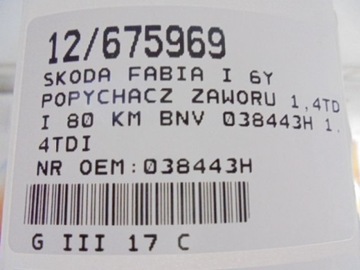 12/675969
SKODA FABIA I 6Y
POPYCHACZ ZAWORU 1,4TD
I 80 KM BNV 038443H 1.
4TDI
NR OEM:038443H
G III 17 C